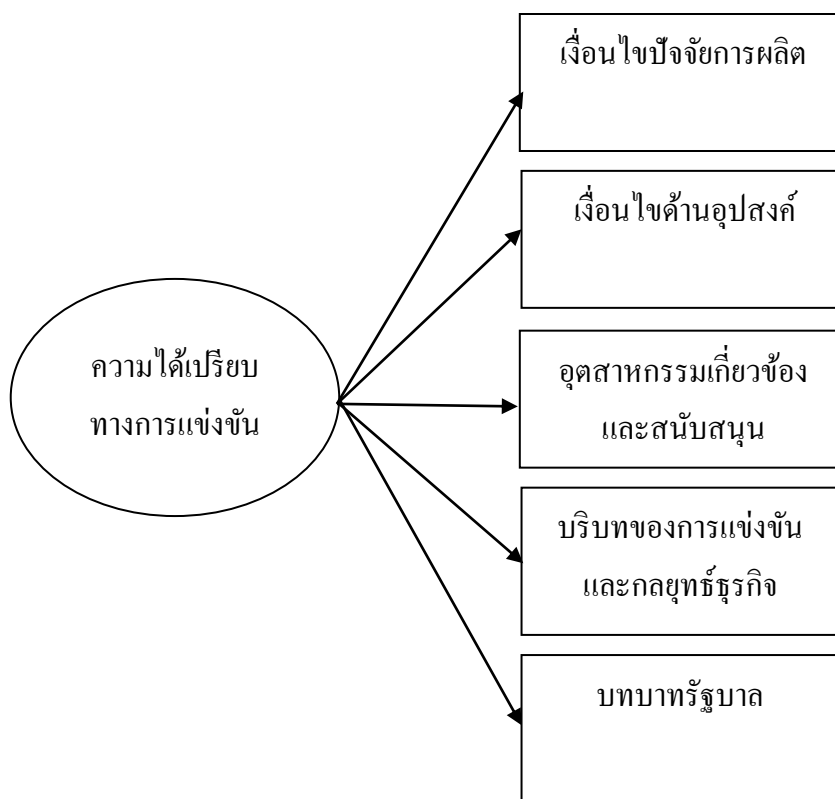 เงื่อนไขปัจจัยการผลิต
เงื่อนไขด้านอุปสงค์
ความได้เปรียบ
ทางการแข่งขัน
อุตสาหกรรมเกี่ยวข้อง
และสนับสนุน
บริบทของการแข่งขัน
และกลยุทธ์ธุรกิจ
บทบาทรัฐบาล